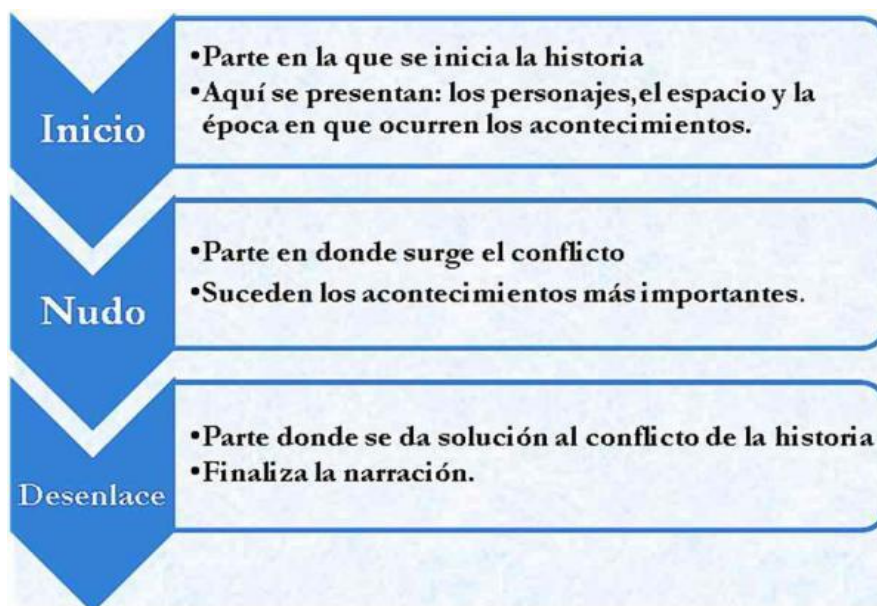 Inicio
•Parte en la que se inicia la historia
•Aquí se presentan: los personajes,el espacio y la
época en que ocurren los acontecimientos.
Nudo
•Parte en donde surge el conflicto
•Suceden los acontecimientos más importantes.
Desenlace
•Parte donde se da solución al conflicto de la historia
•Finaliza la narración.